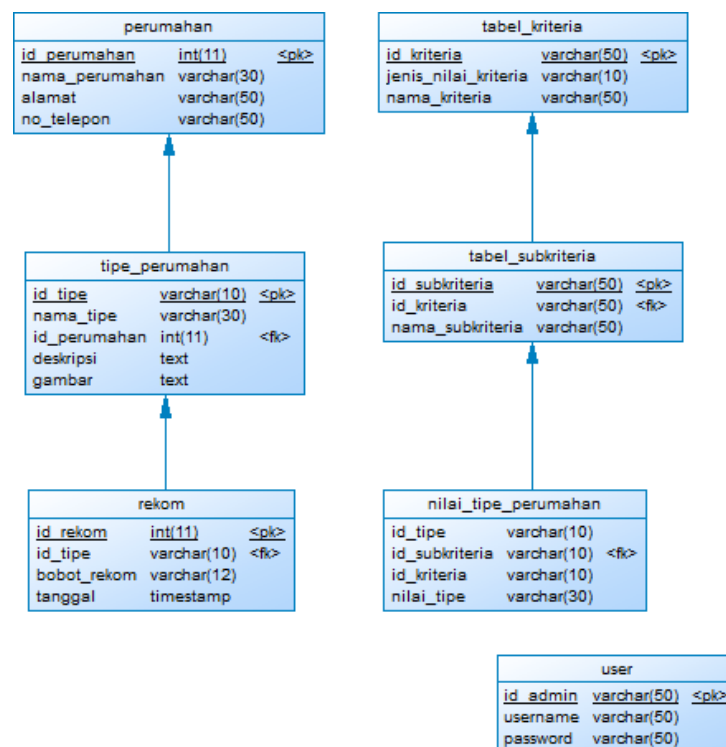 perumahan
id_perumahan int(11) <pk>
nama_perumahan varchar(30)
alamat varchar(50)
no_telepon varchar(50)
tabel_kriteria
id_kriteria varchar(50) <pk>
jenis_nilai_kriteria varchar(10)
nama_kriteria varchar(50)
tipe_perumahan
id_tipe varchar(10) <pk>
nama_tipe varchar(30)
id_perumahan int(11) <fk>
deskripsi text
gambar text
tabel_subkriteria
id_subkriteria varchar(50) <pk>
id_kriteria varchar(50) <fk>
nama_subkriteria varchar(50)
rekom
id_rekom int(11) <pk>
id_tipe varchar(10) <fk>
bobot_rekom varchar(12)
tanggal timestamp
nilai_tipe_perumahan
id_tipe varchar(10)
id_subkriteria varchar(10) <fk>
id_kriteria varchar(10)
nilai_tipe varchar(30)
user
id_admin varchar(50) <pk>
username varchar(50)
password varchar(50)